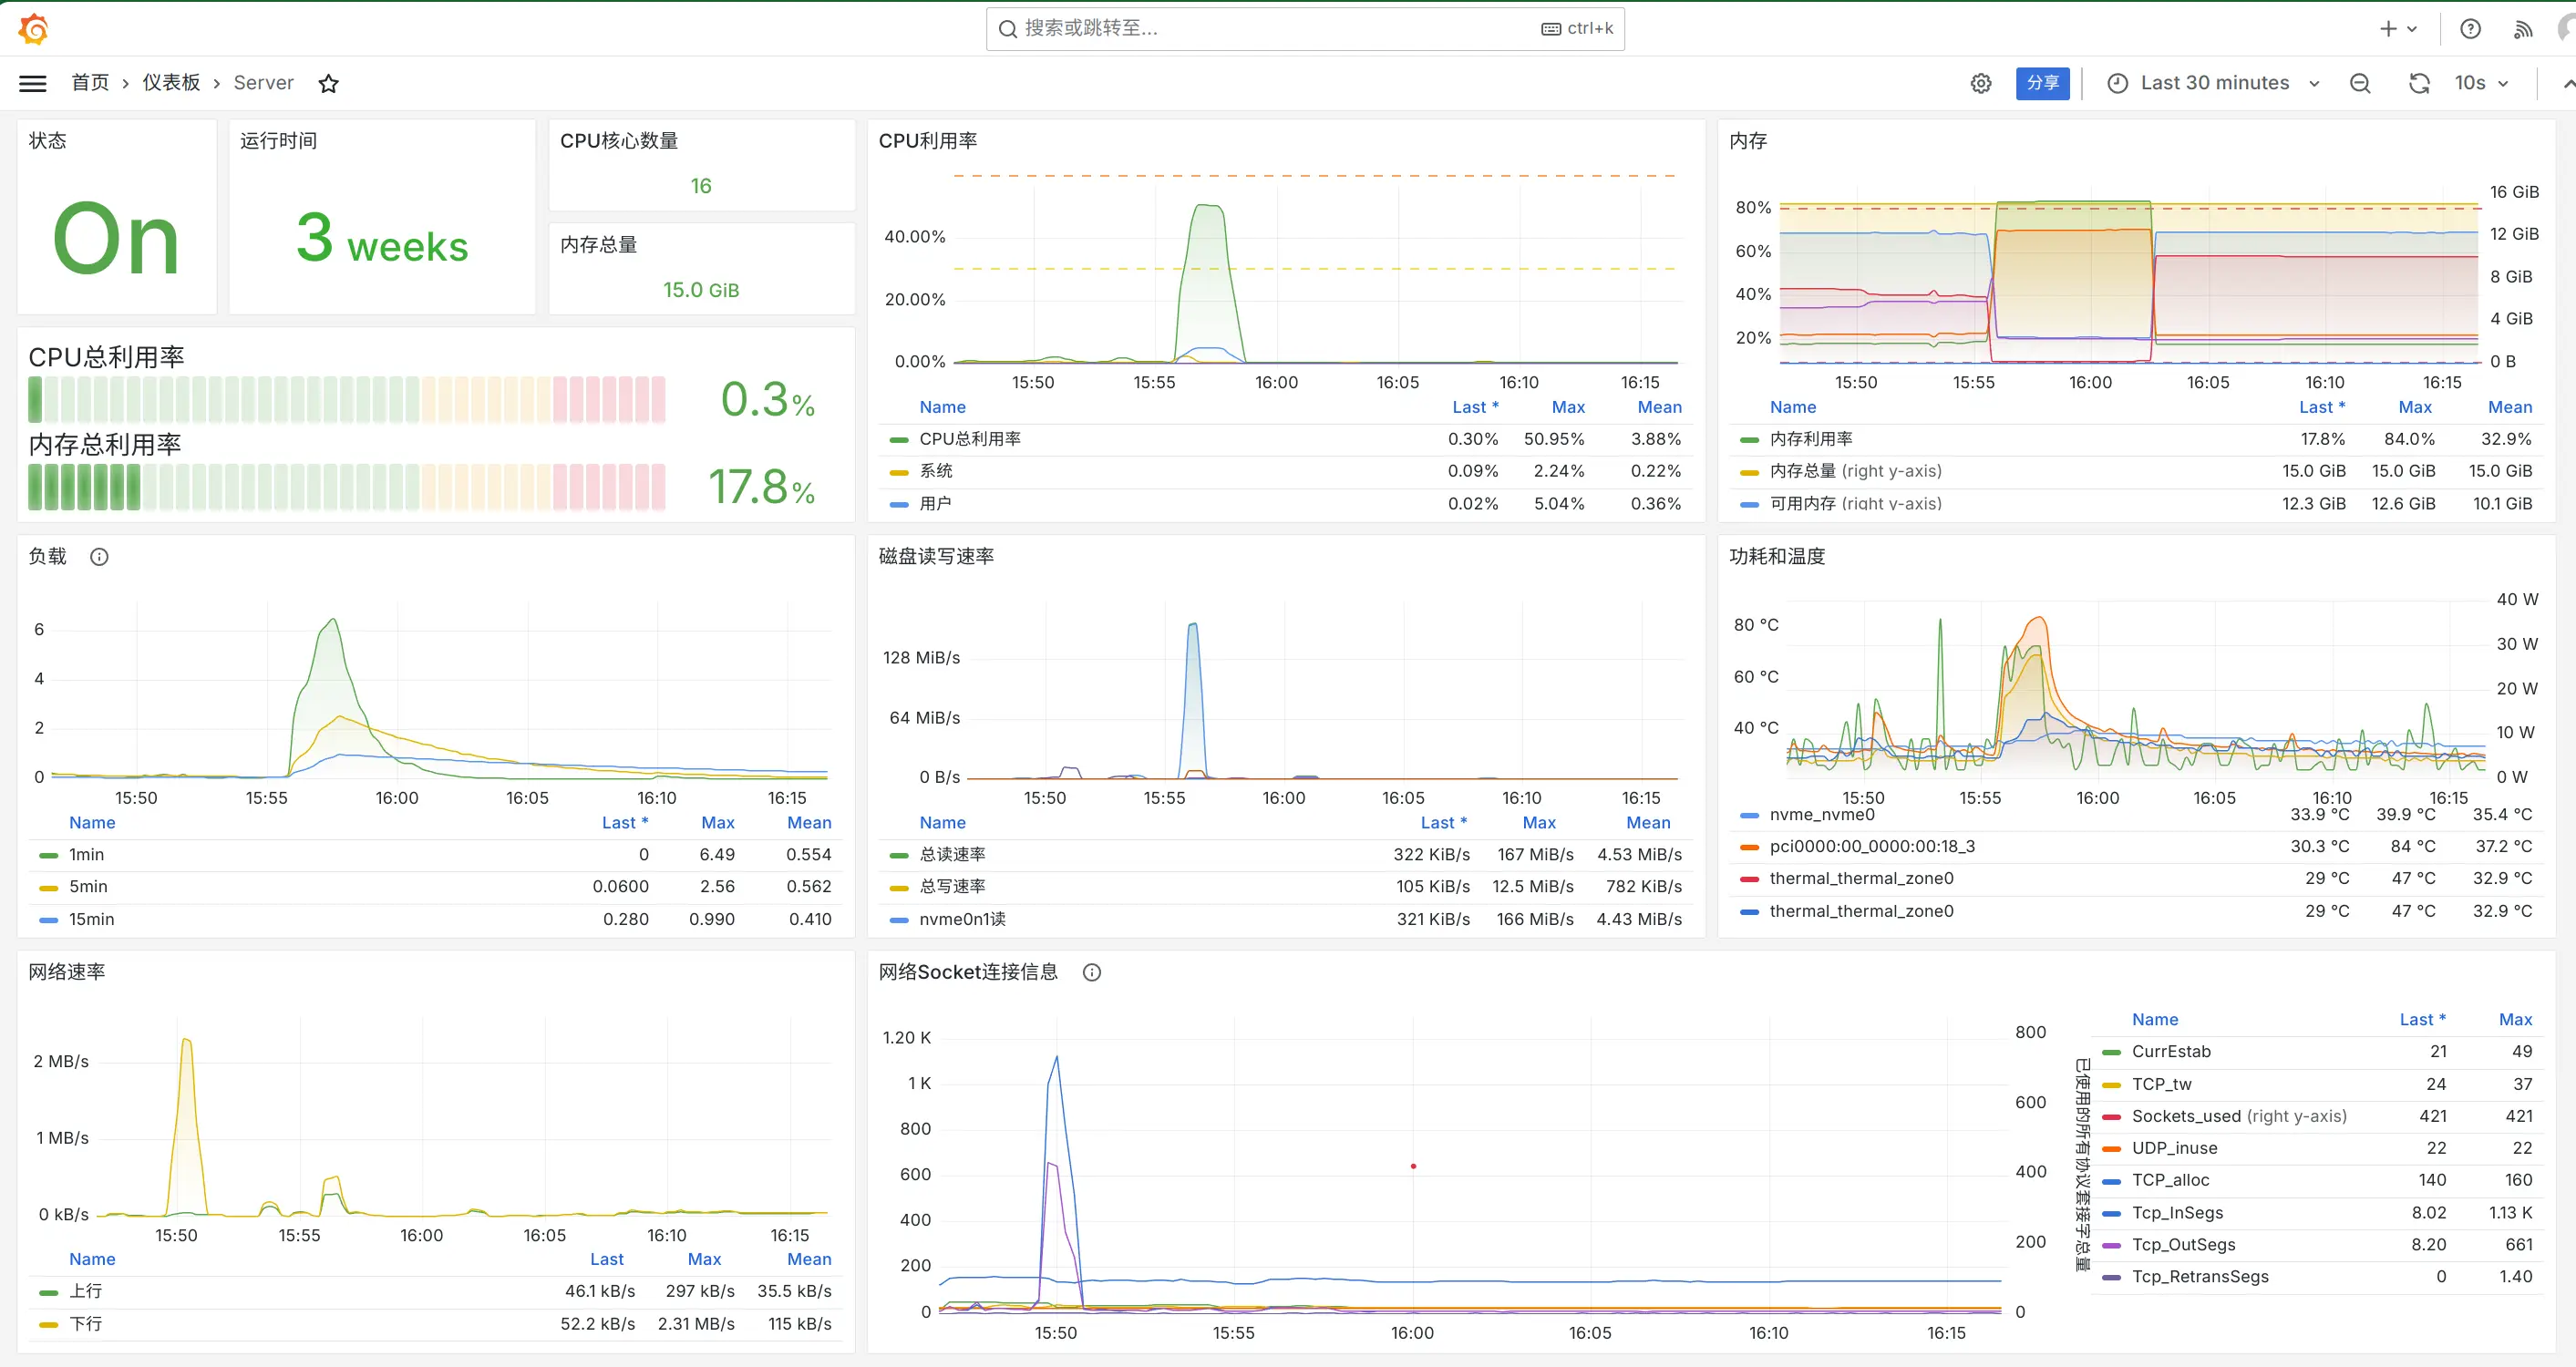 搜索或跳转至...
ctrl+k
首页 › 仪表板 › Server
分享
Last 30 minutes
10s
状态
On
运行时间
3 weeks
CPU核心数量
16
内存总量
15.0 GiB
CPU总利用率
0.3%
内存总利用率
17.8%
CPU利用率
40.00%
20.00%
0.00%
15:50 15:55 16:00 16:05 16:10 16:15
Name Last * Max Mean
CPU总利用率 0.30% 50.95% 3.88%
系统 0.09% 2.24% 0.22%
用户 0.02% 5.04% 0.36%
内存
80%
60%
40%
20%
16 GiB
12 GiB
8 GiB
4 GiB
0 B
15:50 15:55 16:00 16:05 16:10 16:15
Name Last * Max Mean
内存利用率 17.8% 84.0% 32.9%
内存总量 (right y-axis) 15.0 GiB 15.0 GiB 15.0 GiB
可用内存 (right y-axis) 12.3 GiB 12.6 GiB 10.1 GiB
负载
6
4
2
0
15:50 15:55 16:00 16:05 16:10 16:15
Name Last * Max Mean
1min 0 6.49 0.554
5min 0.0600 2.56 0.562
15min 0.280 0.990 0.410
磁盘读写速率
128 MiB/s
64 MiB/s
0 B/s
15:50 15:55 16:00 16:05 16:10 16:15
Name Last * Max Mean
总读速率 322 KiB/s 167 MiB/s 4.53 MiB/s
总写速率 105 KiB/s 12.5 MiB/s 782 KiB/s
nvme0n1读 321 KiB/s 166 MiB/s 4.43 MiB/s
功耗和温度
80 °C
60 °C
40 °C
40 W
30 W
20 W
10 W
0 W
15:50 15:55 16:00 16:05 16:10 16:15
nvme_nvme0 33.9 °C 39.9 °C 35.4 °C
pci0000:00_0000:00:18_3 30.3 °C 84 °C 37.2 °C
thermal_thermal_zone0 29 °C 47 °C 32.9 °C
thermal_thermal_zone0 29 °C 47 °C 32.9 °C
网络速率
2 MB/s
1 MB/s
0 kB/s
15:50 15:55 16:00 16:05 16:10 16:15
Name Last Max Mean
上行 46.1 kB/s 297 kB/s 35.5 kB/s
下行 52.2 kB/s 2.31 MB/s 115 kB/s
网络Socket连接信息
1.20 K
1 K
800
600
400
200
0
800
600
400
200
0
已使用的所有协议套接字总量
15:50 15:55 16:00 16:05 16:10 16:15
Name Last * Max
CurrEstab 21 49
TCP_tw 24 37
Sockets_used (right y-axis) 421 421
UDP_inuse 22 22
TCP_alloc 140 160
Tcp_InSegs 8.02 1.13 K
Tcp_OutSegs 8.20 661
Tcp_RetransSegs 0 1.40